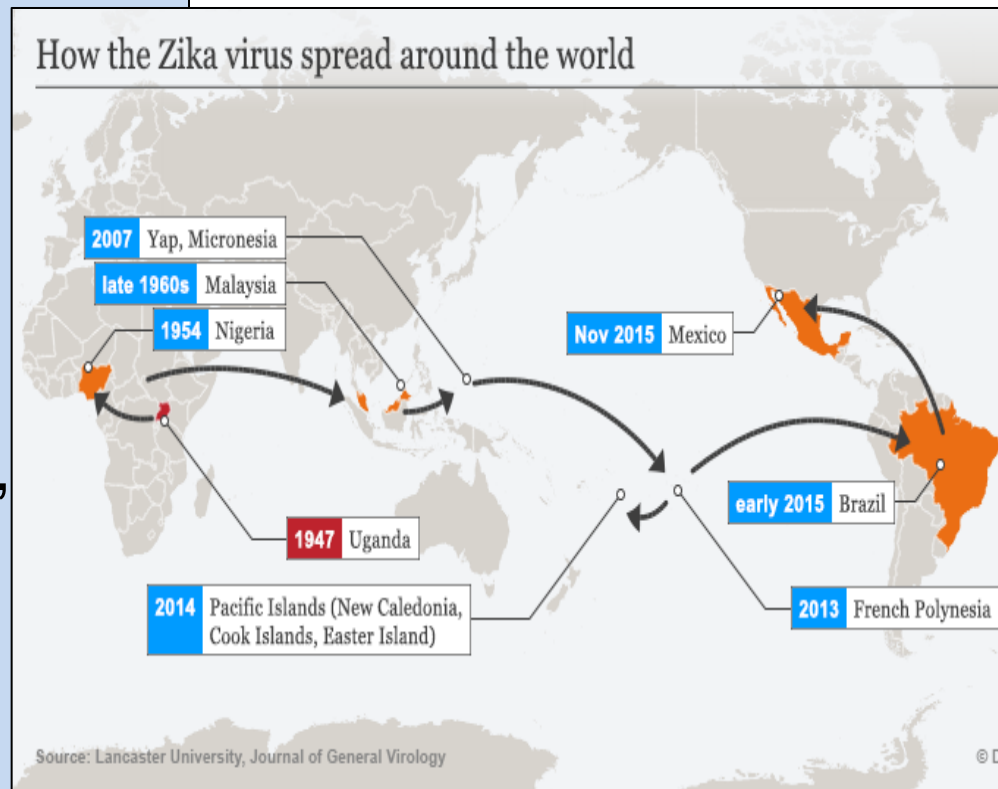 How the Zika virus spread around the world
2007 Yap, Micronesia
late 1960s Malaysia
1954 Nigeria
Nov 2015 Mexico
early 2015 Brazil
1947 Uganda
2014 Pacific Islands (New Caledonia,
Cook Islands, Easter Island)
2013 French Polynesia
Source: Lancaster University, Journal of General Virology
©